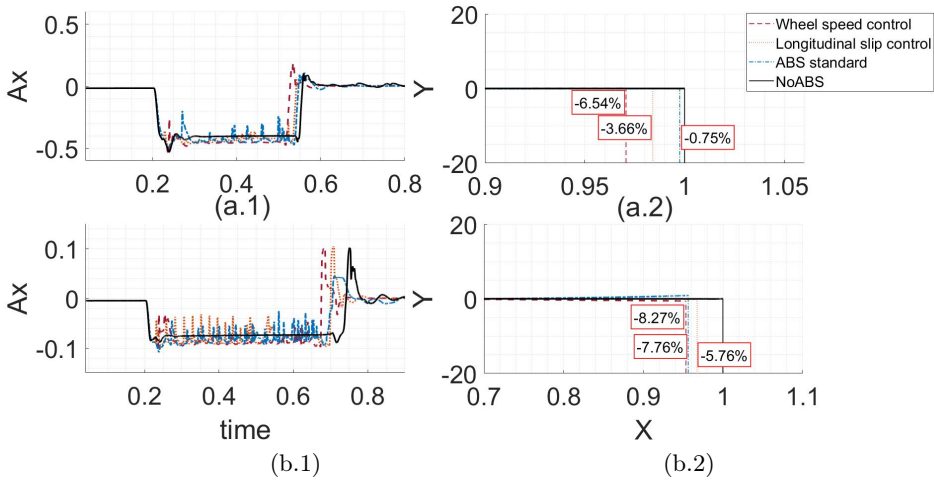 Ax
0.5
0
-0.5
0.2
0.4
0.6
0.8
(a.1)
Y
20
0
-20
0.9
0.95
1
1.05
(a.2)
-6.54%
-3.66%
-0.75%
Wheel speed control
Longitudinal slip control
ABS standard
NoABS
Ax
0.1
0
-0.1
0.2
0.4
0.6
0.8
time
(b.1)
Y
20
0
-20
0.7
0.8
0.9
1
1.1
X
-8.27%
-7.76%
-5.76%
(b.2)